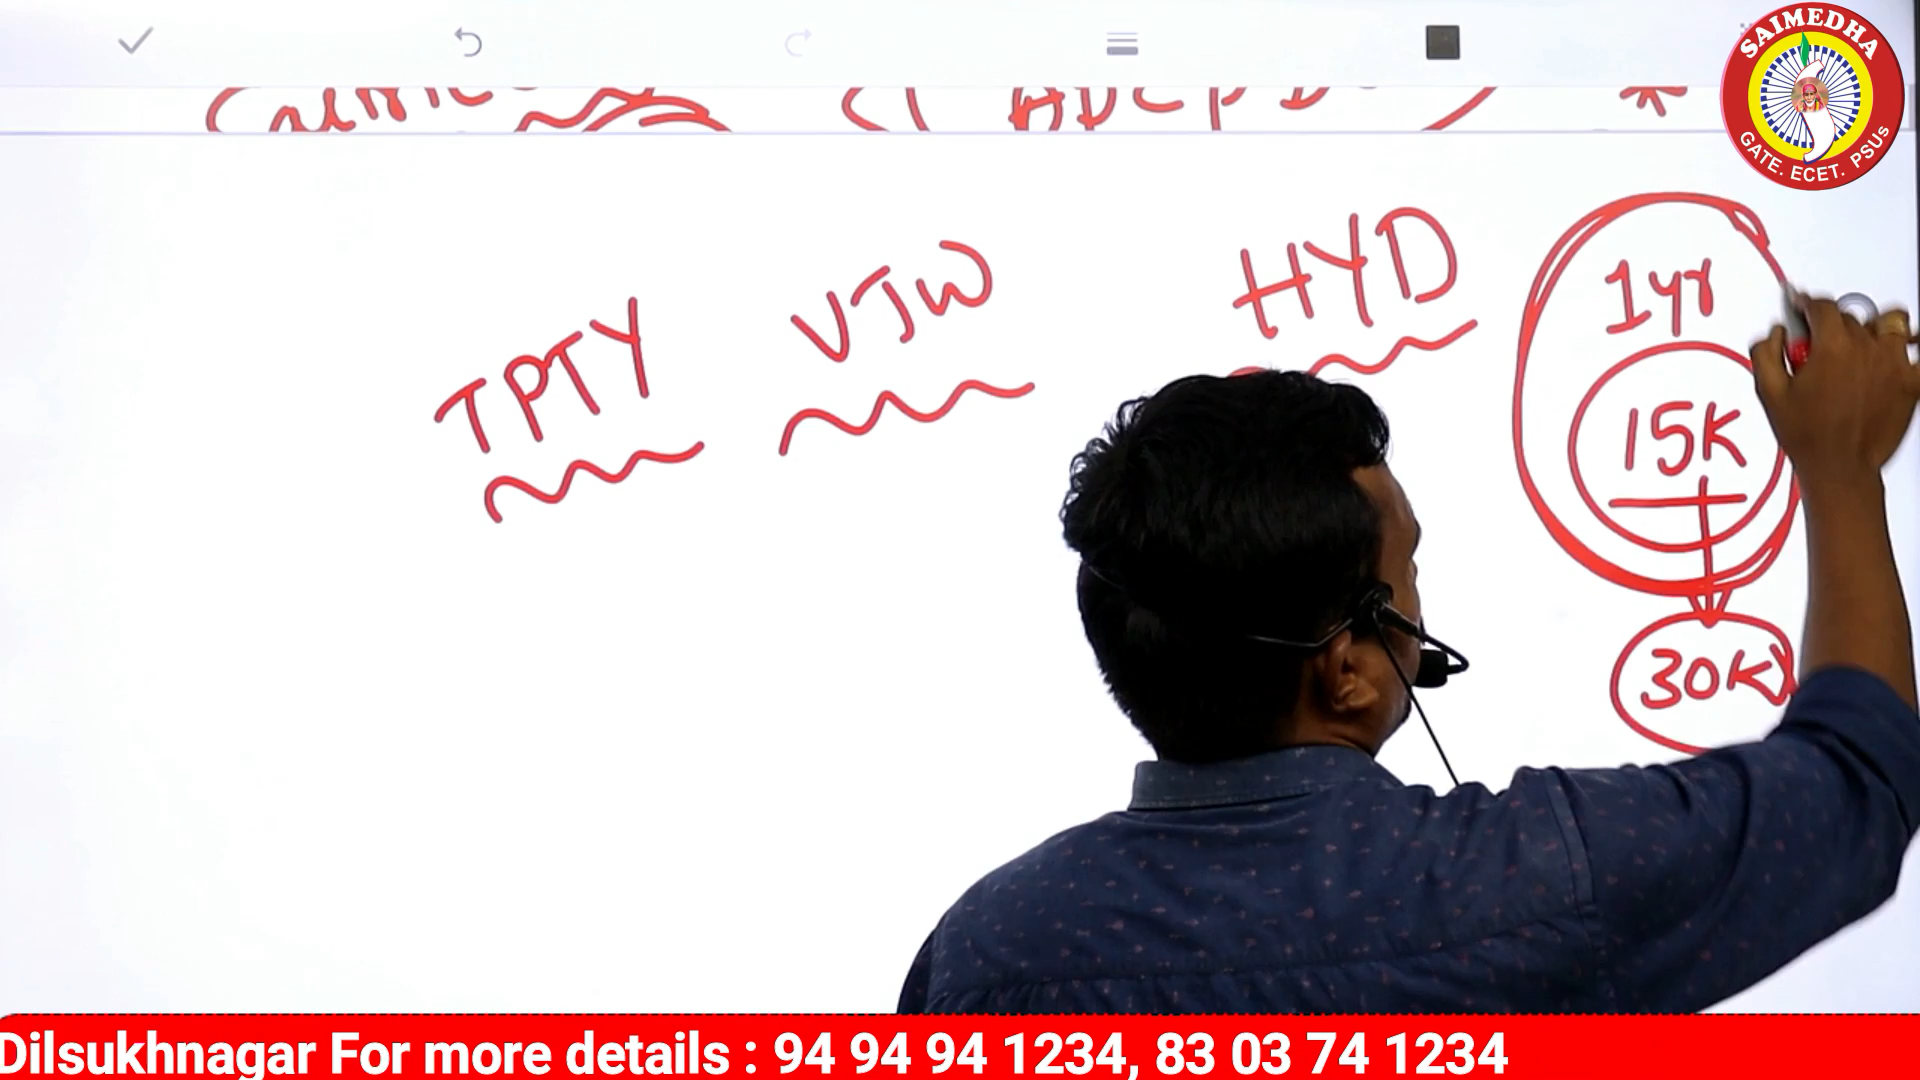 SAIMEDHA
GATE. ECET. PSUs
TPTY VJW HYD 1yr
15K
30K
Dilsukhnagar For more details : 94 94 94 1234, 83 03 74 1234